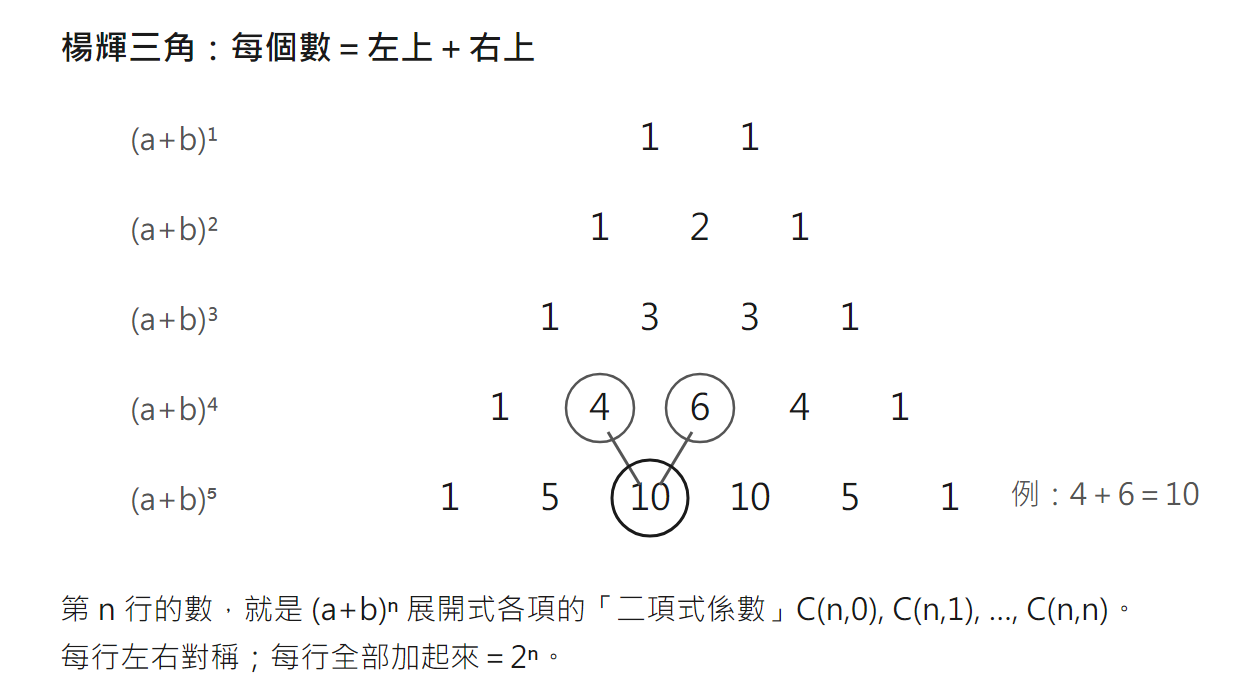 楊輝三角：每個數 = 左上 + 右上
(a+b)¹ 1 1
(a+b)² 1 2 1
(a+b)³ 1 3 3 1
(a+b)⁴ 1 4 6 4 1
(a+b)⁵ 1 5 10 10 5 1 例：4 + 6 = 10
第 n 行的數，就是 (a+b)ⁿ 展開式各項的「二項式係數」C(n,0), C(n,1), …, C(n,n)。
每行左右對稱；每行全部加起來 = 2ⁿ。